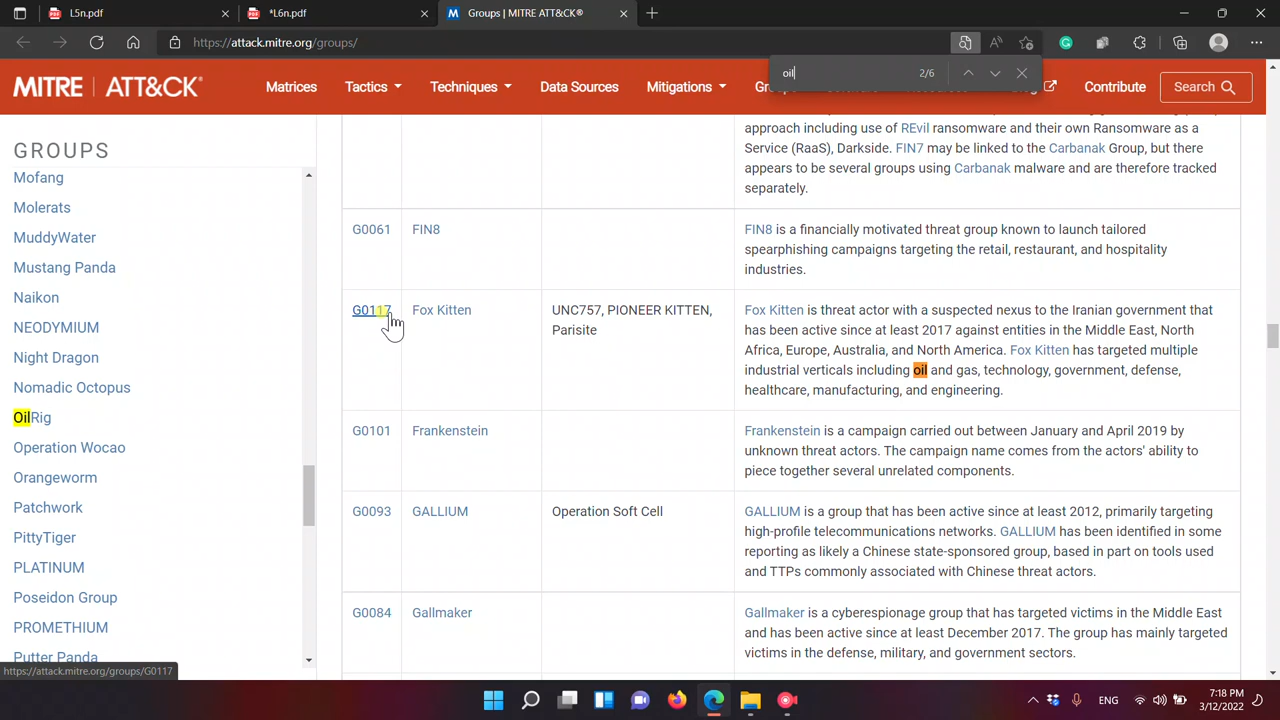 L5n.pdf
*L6n.pdf
Groups | MITRE ATT&CK®
https://attack.mitre.org/groups/
oil
2/6
MITRE | ATT&CK®
Matrices
Tactics
Techniques
Data Sources
Mitigations
Contribute
Search
GROUPS
Mofang
Molerats
MuddyWater
Mustang Panda
Naikon
NEODYMIUM
Night Dragon
Nomadic Octopus
OilRig
Operation Wocao
Orangeworm
Patchwork
PittyTiger
PLATINUM
Poseidon Group
PROMETHIUM
Putter Panda
approach including use of REvil ransomware and their own Ransomware as a
Service (RaaS), Darkside. FIN7 may be linked to the Carbanak Group, but there
appears to be several groups using Carbanak malware and are therefore tracked
separately.
G0061
FIN8
FIN8 is a financially motivated threat group known to launch tailored
spearphishing campaigns targeting the retail, restaurant, and hospitality
industries.
G0117
Fox Kitten
UNC757, PIONEER KITTEN,
Parisite
Fox Kitten is threat actor with a suspected nexus to the Iranian government that
has been active since at least 2017 against entities in the Middle East, North
Africa, Europe, Australia, and North America. Fox Kitten has targeted multiple
industrial verticals including oil and gas, technology, government, defense,
healthcare, manufacturing, and engineering.
G0101
Frankenstein
Frankenstein is a campaign carried out between January and April 2019 by
unknown threat actors. The campaign name comes from the actors' ability to
piece together several unrelated components.
G0093
GALLIUM
Operation Soft Cell
GALLIUM is a group that has been active since at least 2012, primarily targeting
high-profile telecommunications networks. GALLIUM has been identified in some
reporting as likely a Chinese state-sponsored group, based in part on tools used
and TTPs commonly associated with Chinese threat actors.
G0084
Gallmaker
Gallmaker is a cyberespionage group that has targeted victims in the Middle East
and has been active since at least December 2017. The group has mainly targeted
victims in the defense, military, and government sectors.
https://attack.mitre.org/groups/G0117
ENG
7:18 PM
3/12/2022